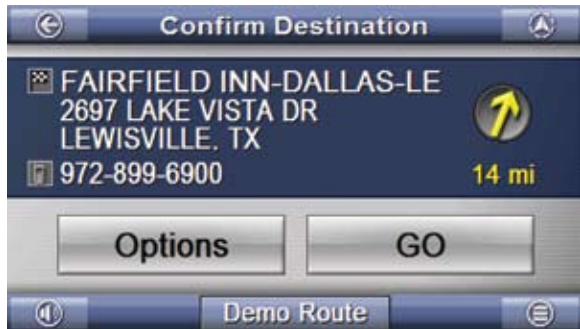 Confirm Destination
FAIRFIELD INN-DALLAS-LE
2697 LAKE VISTA DR
LEWISVILLE, TX
972-899-6900
14 mi
Options
GO
Demo Route